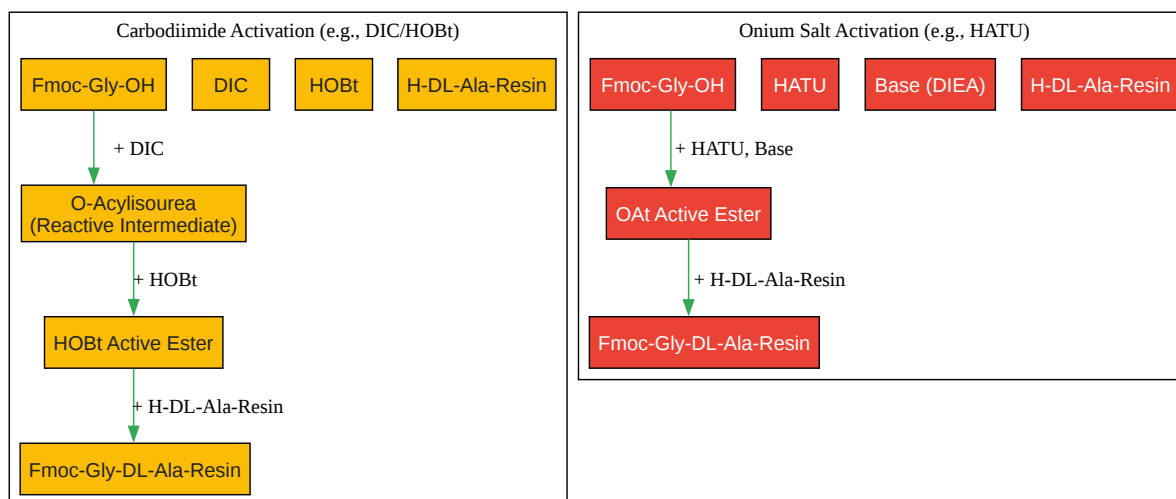 Carbodiimide Activation (e.g., DIC/HOBt)
Fmoc-Gly-OH
DIC
HOBt
H-DL-Ala-Resin
+ DIC
O-Acylisourea
(Reactive Intermediate)
+ HOBt
HOBt Active Ester
+ H-DL-Ala-Resin
Fmoc-Gly-DL-Ala-Resin
Onium Salt Activation (e.g., HATU)
Fmoc-Gly-OH
HATU
Base (DIEA)
H-DL-Ala-Resin
+ HATU, Base
OAt Active Ester
+ H-DL-Ala-Resin
Fmoc-Gly-DL-Ala-Resin